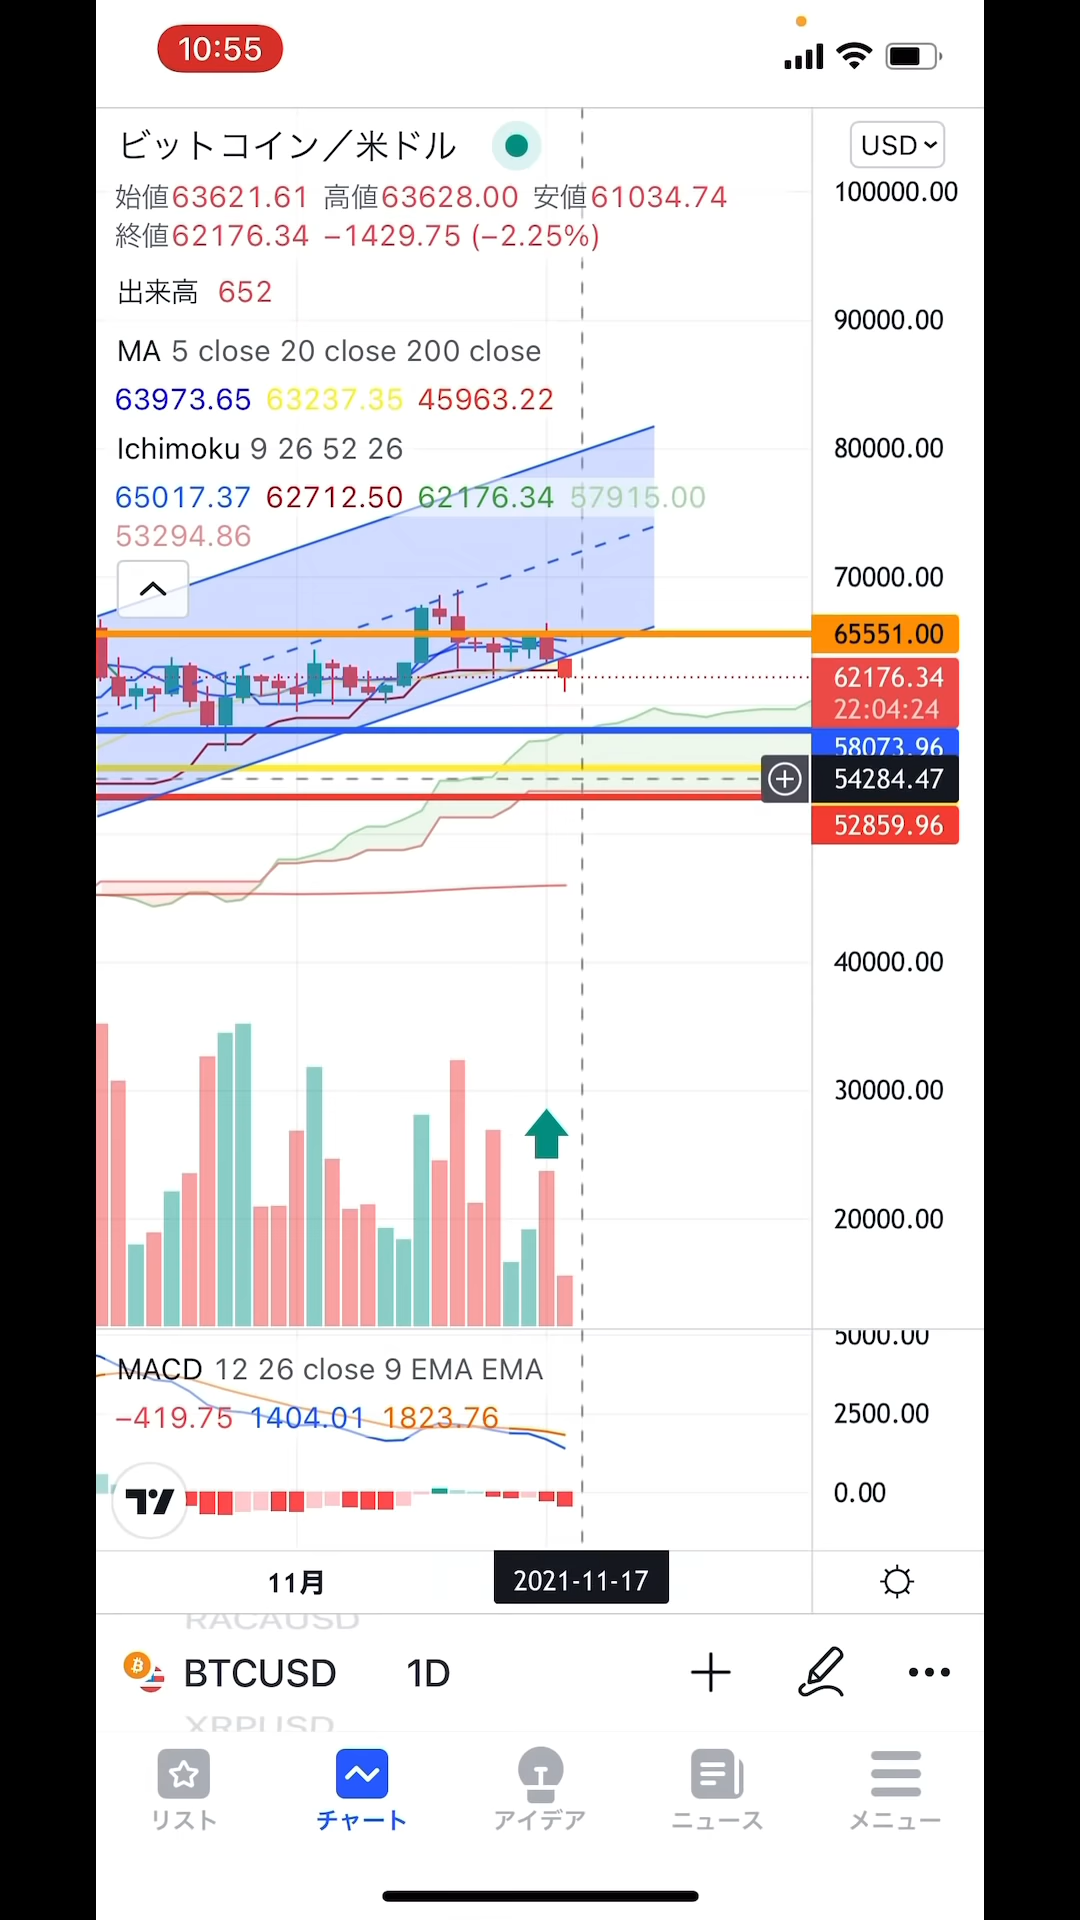 10:55
ビットコイン／米ドル
USD
始値63621.61 高値63628.00 安値61034.74
終値62176.34 −1429.75 (−2.25%)
出来高 652
MA 5 close 20 close 200 close
63973.65 63237.35 45963.22
Ichimoku 9 26 52 26
65017.37 62712.50 62176.34 57915.00
53294.86
100000.00
90000.00
80000.00
70000.00
65551.00
62176.34
22:04:24
58073.96
54284.47
52859.96
40000.00
30000.00
20000.00
5000.00
MACD 12 26 close 9 EMA EMA
−419.75 1404.01 1823.76
2500.00
0.00
11月
2021-11-17
RACAUSD
BTCUSD 1D
XRPUSD
リスト
チャート
アイデア
ニュース
メニュー